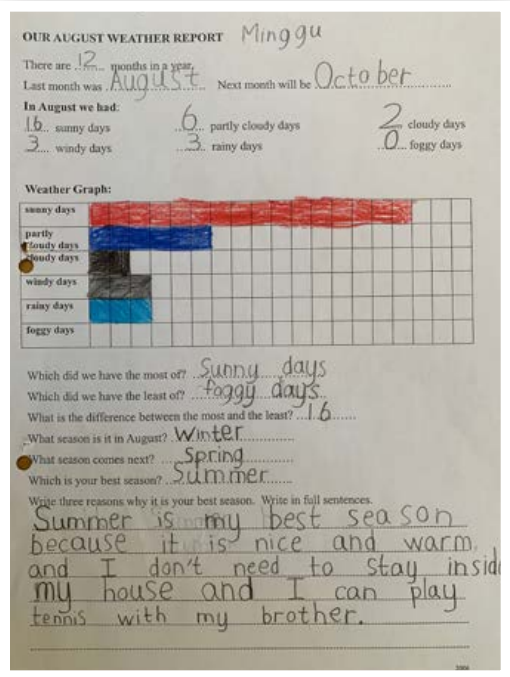 OUR AUGUST WEATHER REPORT Minggu
There are 12 months in a year.
Last month was August Next month will be October
In August we had:
16 sunny days 6 partly cloudy days 2 cloudy days
3 windy days 3 rainy days 0 foggy days
Weather Graph:
sunny days
partly
cloudy days
cloudy days
windy days
rainy days
foggy days
Which did we have the most of? Sunny days
Which did we have the least of? foggy days
What is the difference between the most and the least? 16
What season is it in August? Winter
What season comes next? Spring
Which is your best season? Summer
Write three reasons why it is your best season. Write in full sentences.
Summer is my best season
because it is nice and warm
and I don't need to stay inside
my house and I can play
tennis with my brother.